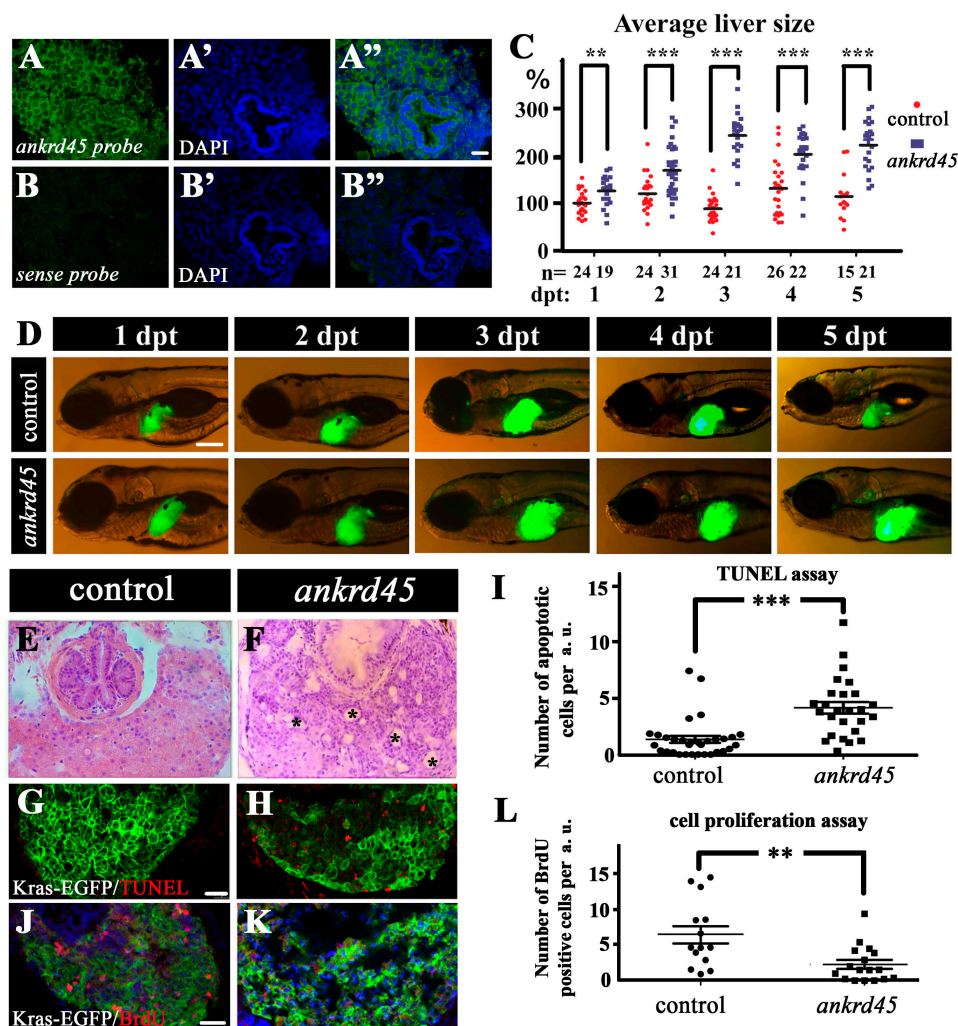 A
A'
A''
ankrd45 probe
DAPI
B
B'
B''
sense probe
DAPI
C
Average liver size
** *** *** *** ***
%
300
200
100
0
control
ankrd45
n= 24 19 24 31 24 21 26 22 15 21
dpt: 1 2 3 4 5
D
1 dpt
2 dpt
3 dpt
4 dpt
5 dpt
control
ankrd45
control
ankrd45
E
F
*
*
*
*
G
H
Kras-EGFP/TUNEL
J
K
Kras-EGFP/BrdU
I
TUNEL assay
***
Number of apoptotic
cells per a. u.
15
10
5
0
control
ankrd45
L
cell proliferation assay
**
Number of BrdU
positive cells per a. u.
15
10
5
0
control
ankrd45